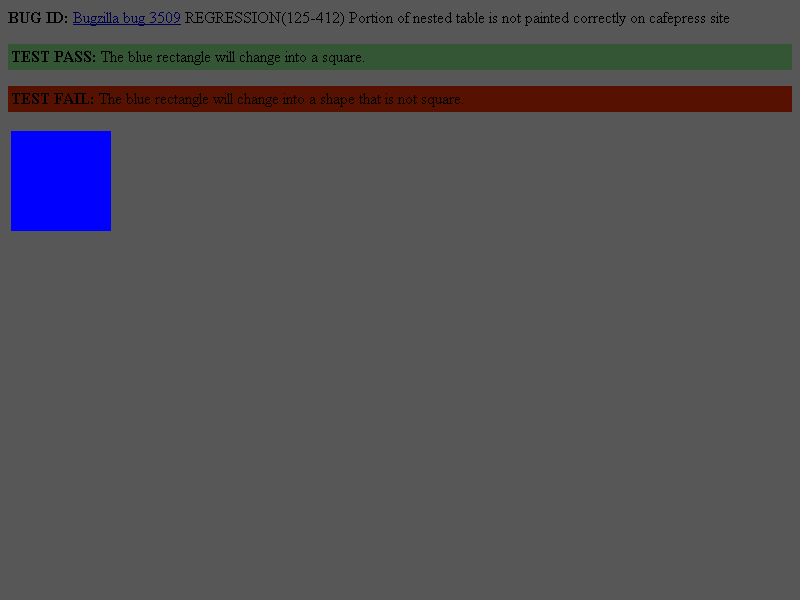 BUG ID: Bugzilla bug 3509 REGRESSION(125-412) Portion of nested table is not painted correctly on cafepress site
TEST PASS: The blue rectangle will change into a square.
TEST FAIL: The blue rectangle will change into a shape that is not square.